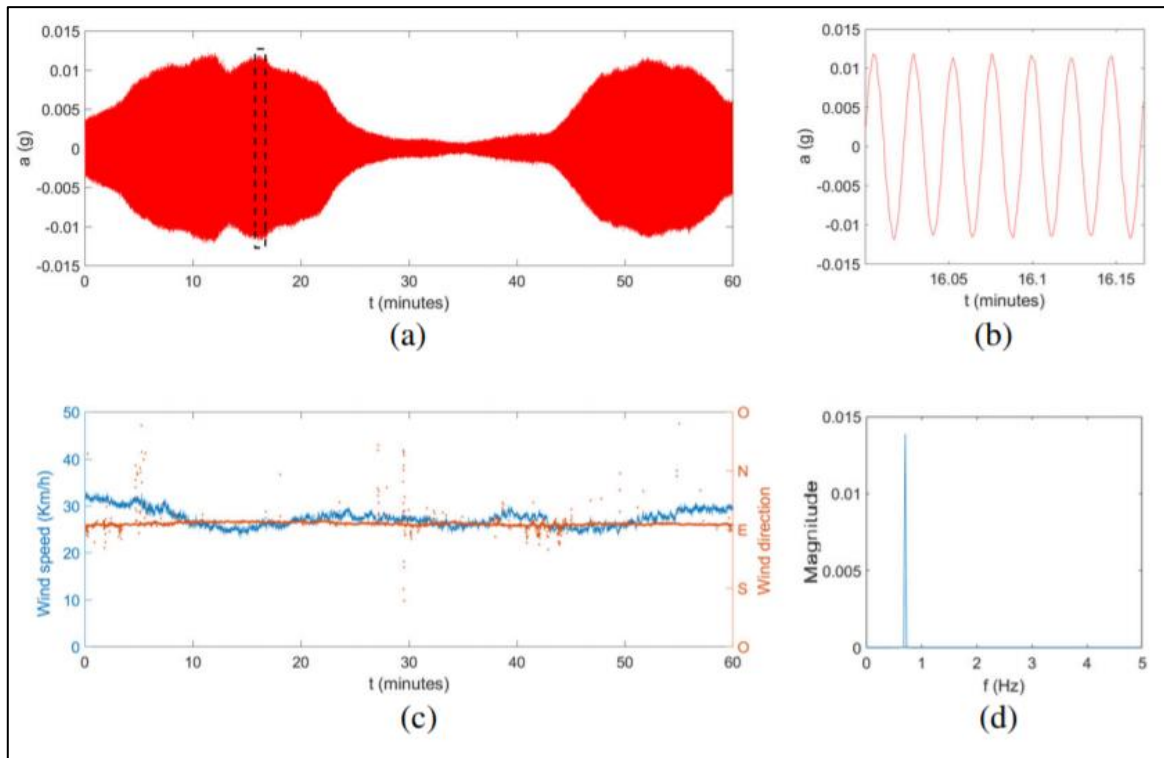 0.015
0.01
0.005
0
-0.005
-0.01
-0.015
a (g)
0 10 20 30 40 50 60
t (minutes)
(a)
0.015
0.01
0.005
0
-0.005
-0.01
-0.015
a (g)
16.05 16.1 16.15
t (minutes)
(b)
50
40
30
20
10
0
Wind speed (Km/h)
O
N
E
S
O
Wind direction
0 10 20 30 40 50 60
t (minutes)
(c)
0.015
0.01
0.005
0
Magnitude
0 1 2 3 4 5
f (Hz)
(d)